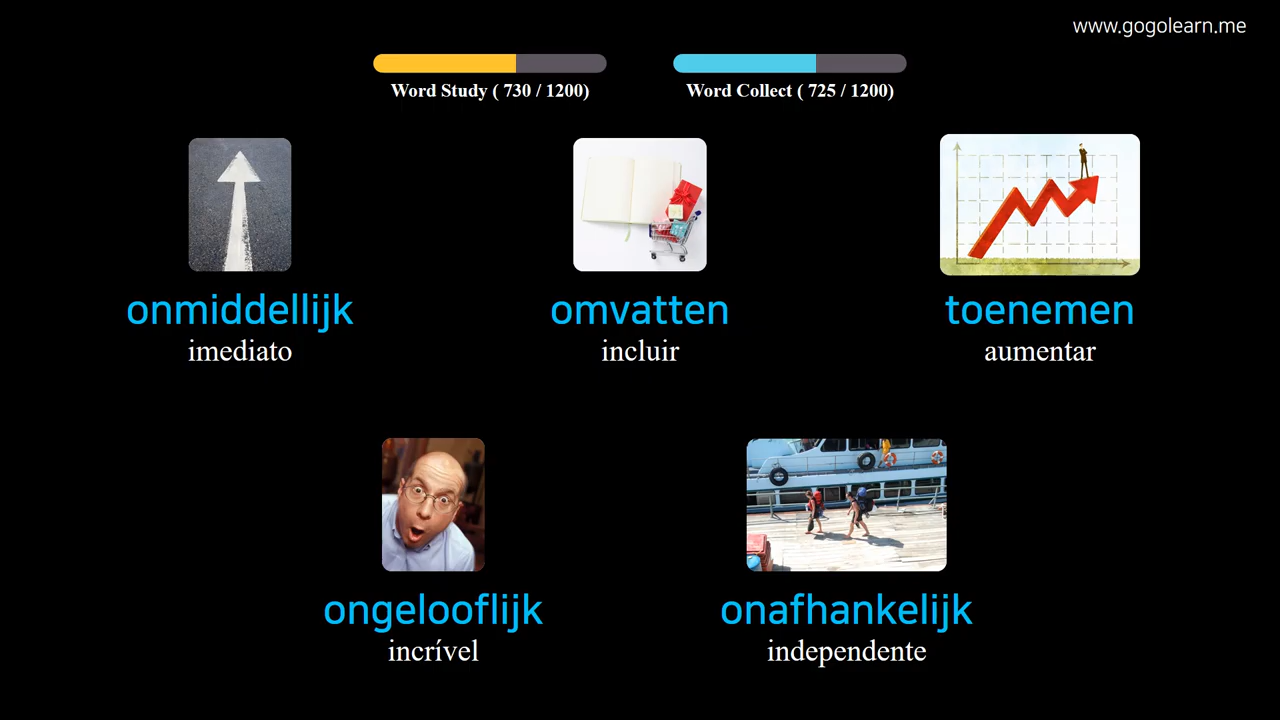 www.gogolearn.me
Word Study ( 730 / 1200)
Word Collect ( 725 / 1200)
onmiddellijk
imediato
omvatten
incluir
toenemen
aumentar
ongelooflijk
incrível
onafhankelijk
independente